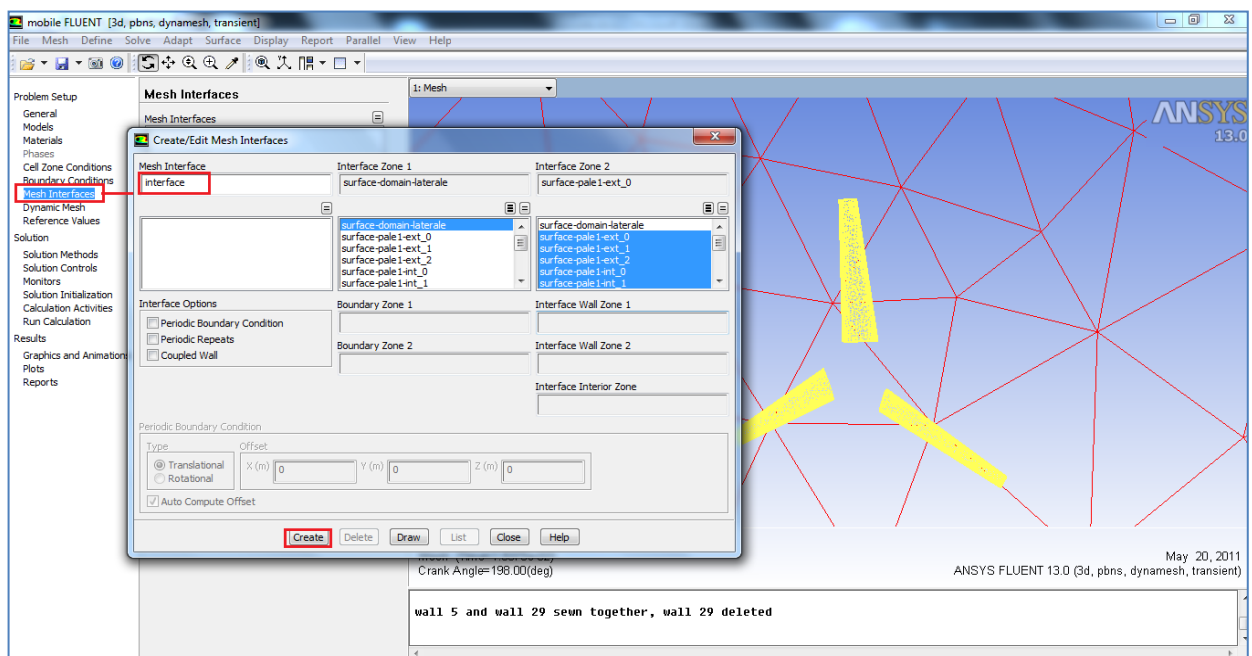 mobile FLUENT [3d, pbns, dynamesh, transient]
File Mesh Define Solve Adapt Surface Display Report Parallel View Help
Problem Setup
General
Models
Materials
Phases
Cell Zone Conditions
Boundary Conditions
Mesh Interfaces
Dynamic Mesh
Reference Values
Solution
Solution Methods
Solution Controls
Monitors
Solution Initialization
Calculation Activities
Run Calculation
Results
Graphics and Animations
Plots
Reports
Mesh Interfaces
Mesh Interfaces
1: Mesh
ANSYS
13.0
Create/Edit Mesh Interfaces
Mesh Interface
interface
Interface Zone 1
surface-domain-laterale
Interface Zone 2
surface-pale1-ext_0
surface-domain-laterale
surface-pale1-ext_0
surface-pale1-ext_1
surface-pale1-ext_2
surface-pale1-int_0
surface-pale1-int_1
surface-domain-laterale
surface-pale1-ext_0
surface-pale1-ext_1
surface-pale1-ext_2
surface-pale1-int_0
surface-pale1-int_1
Interface Options
Periodic Boundary Condition
Periodic Repeats
Coupled Wall
Boundary Zone 1
Boundary Zone 2
Interface Wall Zone 1
Interface Wall Zone 2
Interface Interior Zone
Periodic Boundary Condition
Type
Translational
Rotational
Offset
X (m) 0 Y (m) 0 Z (m) 0
Auto Compute Offset
Create Delete Draw List Close Help
Crank Angle=198.00(deg)
May 20, 2011
ANSYS FLUENT 13.0 (3d, pbns, dynamesh, transient)
wall 5 and wall 29 sewn together, wall 29 deleted